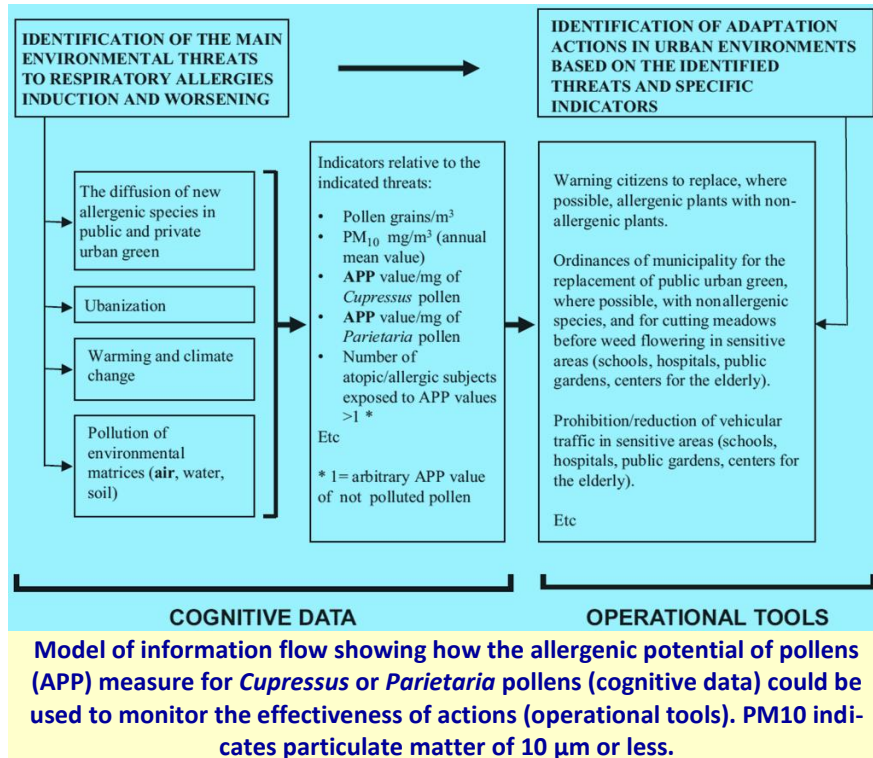 IDENTIFICATION OF THE MAIN
ENVIRONMENTAL THREATS
TO RESPIRATORY ALLERGIES
INDUCTION AND WORSENING
IDENTIFICATION OF ADAPTATION
ACTIONS IN URBAN ENVIRONMENTS
BASED ON THE IDENTIFIED
THREATS AND SPECIFIC
INDICATORS
The diffusion of new
allergenic species in
public and private
urban green
Ubanization
Warming and climate
change
Pollution of
environmental
matrices (air, water,
soil)
Indicators relative to the
indicated threats:
• Pollen grains/m³
• PM₁₀ mg/m³ (annual
mean value)
• APP value/mg of
Cupressus pollen
• APP value/mg of
Parietaria pollen
• Number of
atopic/allergic subjects
exposed to APP values
>1 *
Etc
* 1= arbitrary APP value
of not polluted pollen
Warning citizens to replace, where
possible, allergenic plants with non-
allergenic plants.
Ordinances of municipality for the
replacement of public urban green,
where possible, with nonallergenic
species, and for cutting meadows
before weed flowering in sensitive
areas (schools, hospitals, public
gardens, centers for the elderly).
Prohibition/reduction of vehicular
traffic in sensitive areas (schools,
hospitals, public gardens, centers for
the elderly).
Etc
COGNITIVE DATA
OPERATIONAL TOOLS
Model of information flow showing how the allergenic potential of pollens
(APP) measure for Cupressus or Parietaria pollens (cognitive data) could be
used to monitor the effectiveness of actions (operational tools). PM10 indi-
cates particulate matter of 10 µm or less.